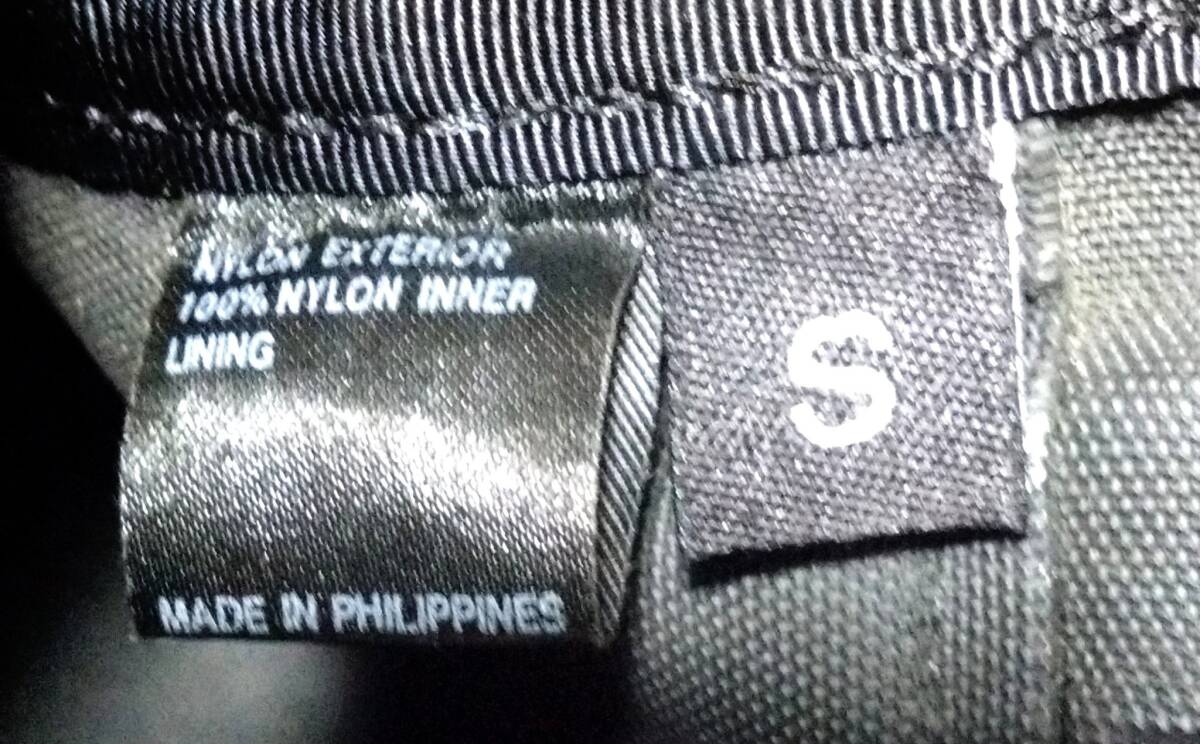 NYLON EXTERIOR
100% NYLON INNER
LINING
MADE IN PHILIPPINES
S